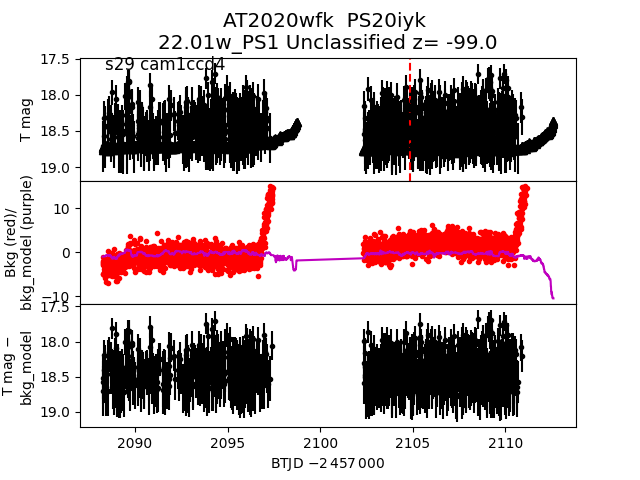 AT2020wfk  PS20iyk
22.01w_PS1 Unclassified z= -99.0
s29 cam1ccd4
17.5
18.0
18.5
19.0
T mag
10
0
−10
Bkg (red)/
bkg_model (purple)
17.5
18.0
18.5
19.0
T mag −
bkg_model
2090
2095
2100
2105
2110
BTJD −2 457 000